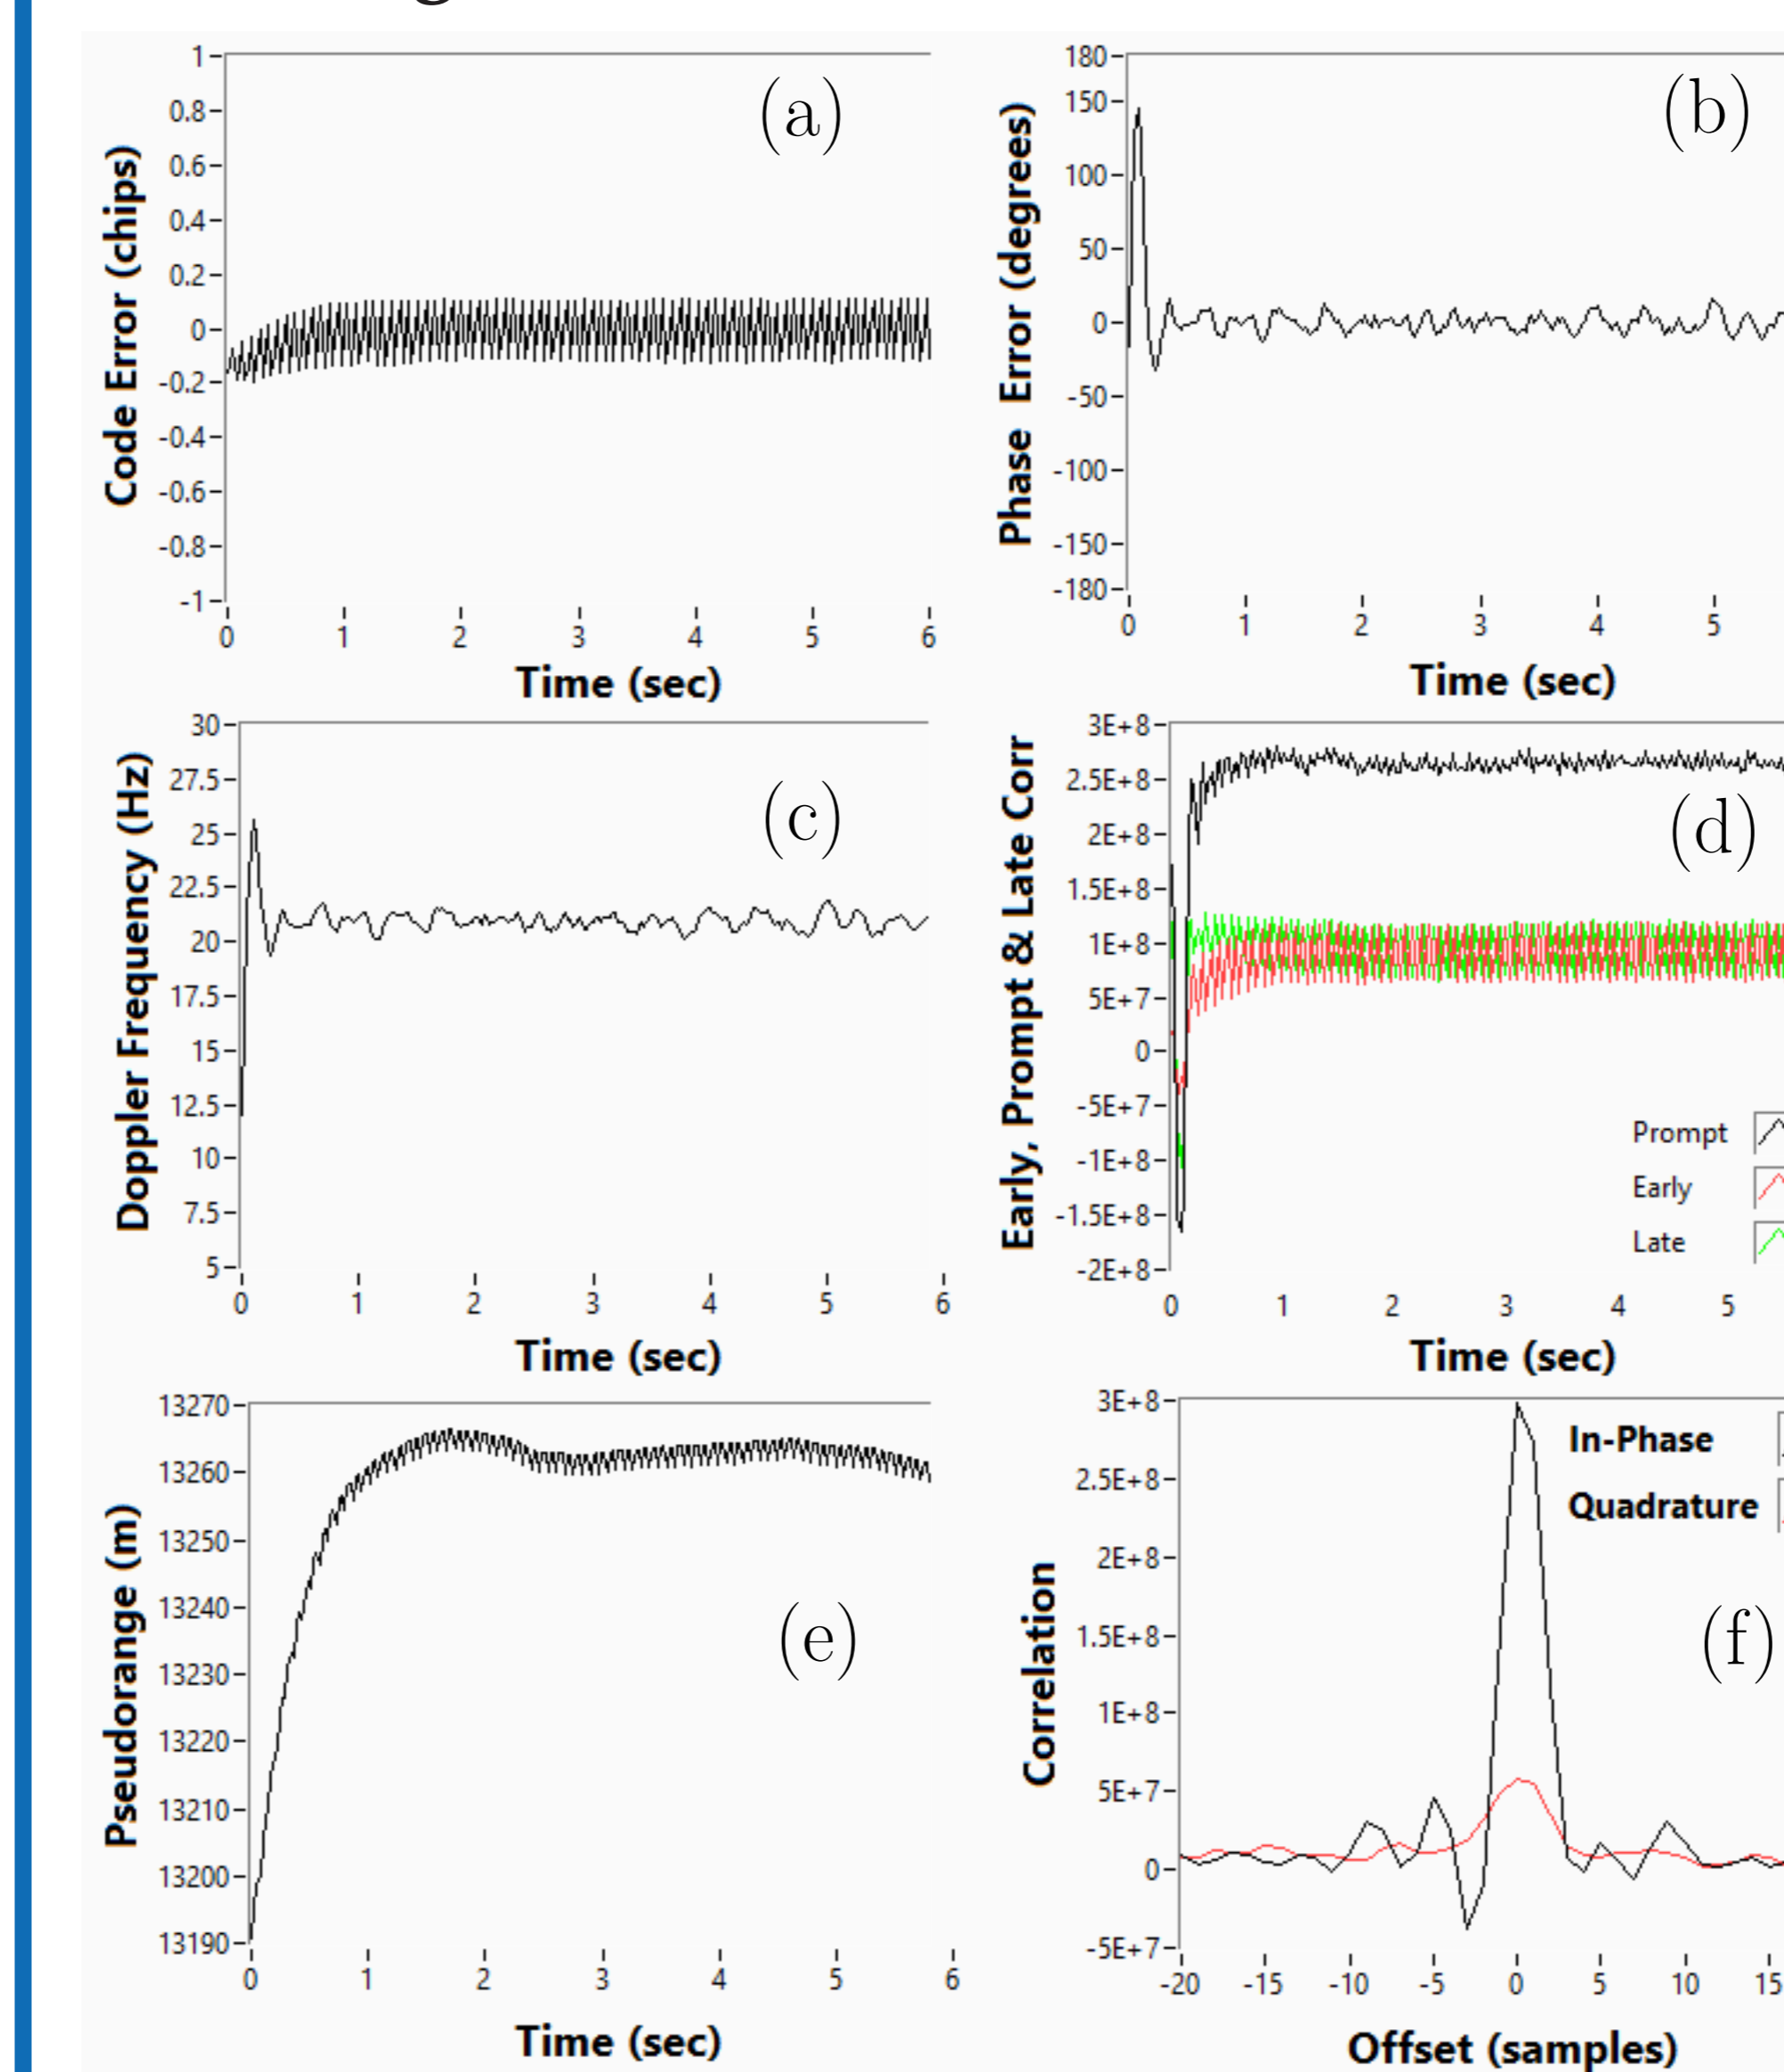 (a)
Code Error (chips)
1
0.8
0.6
0.4
0.2
0
-0.2
-0.4
-0.6
-0.8
-1
0 1 2 3 4 5 6
Time (sec)
(b)
Phase Error (degrees)
180
150
100
50
0
-50
-100
-150
-180
0 1 2 3 4 5
Time (sec)
(c)
Doppler Frequency (Hz)
30
27.5
25
22.5
20
17.5
15
12.5
10
7.5
5
0 1 2 3 4 5 6
Time (sec)
(d)
Early, Prompt & Late Corr
3E+8
2.5E+8
2E+8
1.5E+8
1E+8
5E+7
0
-5E+7
-1E+8
-1.5E+8
-2E+8
Prompt
Early
Late
0 1 2 3 4 5
Time (sec)
(e)
Pseudorange (m)
13270
13260
13250
13240
13230
13220
13210
13200
13190
0 1 2 3 4 5 6
Time (sec)
(f)
Correlation
3E+8
2.5E+8
2E+8
1.5E+8
1E+8
5E+7
0
-5E+7
In-Phase
Quadrature
-20 -15 -10 -5 0 5 10 15
Offset (samples)